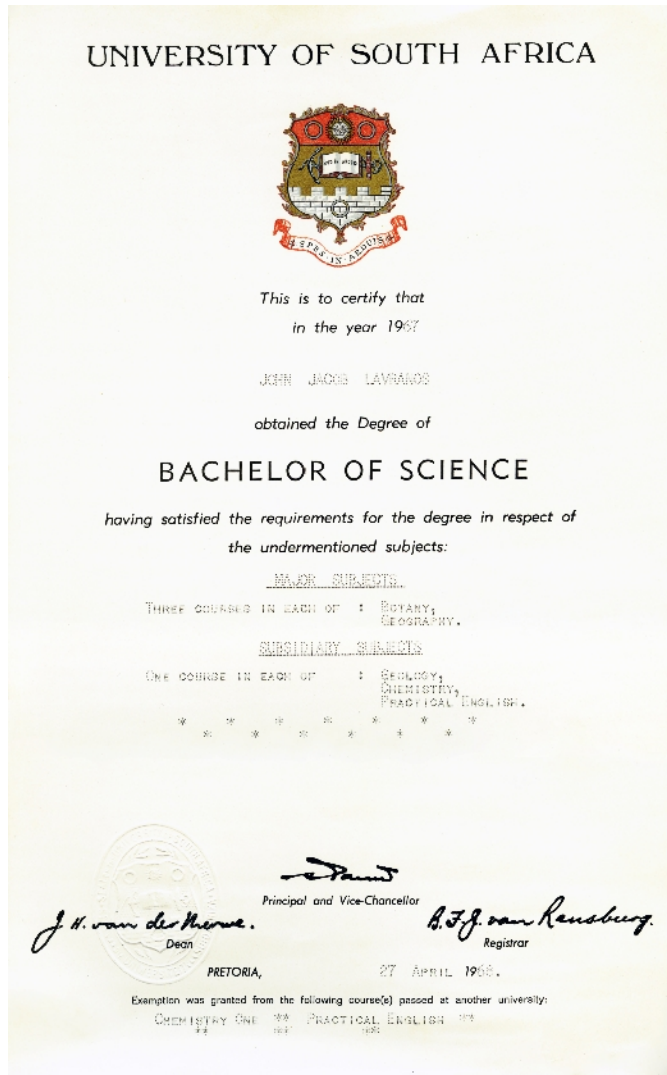 UNIVERSITY OF SOUTH AFRICA
SPES·IN·ARDUIS
This is to certify that
in the year 1967
JOHN JACOB LAVRANOS
obtained the Degree of
BACHELOR OF SCIENCE
having satisfied the requirements for the degree in respect of
the undermentioned subjects:
MAJOR SUBJECTS
THREE COURSES IN EACH OF : BOTANY,
GEOGRAPHY.
SUBSIDIARY SUBJECTS
ONE COURSE IN EACH OF : GEOLOGY,
CHEMISTRY,
PRACTICAL ENGLISH.
* * * * * * *
* * * * * *
Principal and Vice-Chancellor
J H. van der Merwe.
B.F.J. van Rensburg.
Dean
Registrar
PRETORIA, 27 APRIL 1968.
Exemption was granted from the following course(s) passed at another university:
CHEMISTRY ONE ** PRACTICAL ENGLISH **
** ** **